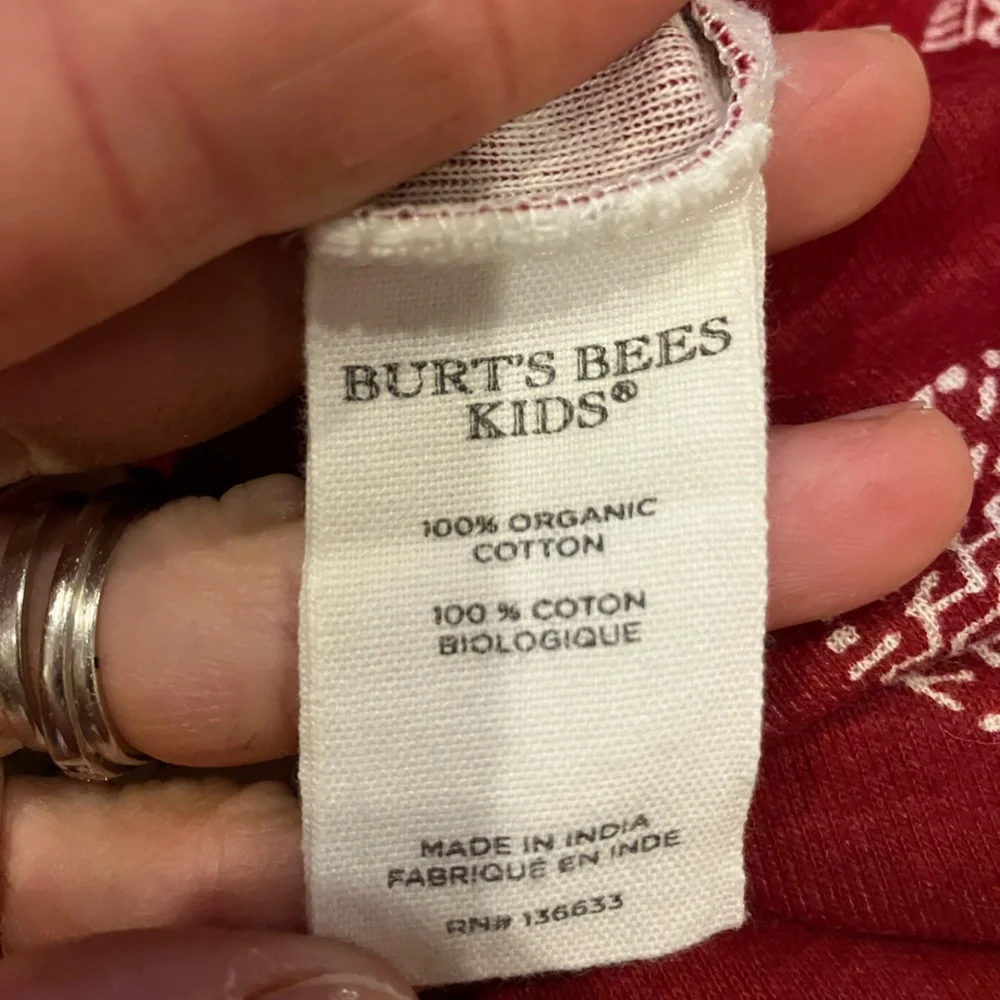 BURT'S BEES
KIDS®
100% ORGANIC
COTTON
100 % COTON
BIOLOGIQUE
MADE IN INDIA
FABRIQUÉ EN INDE
RN# 136633